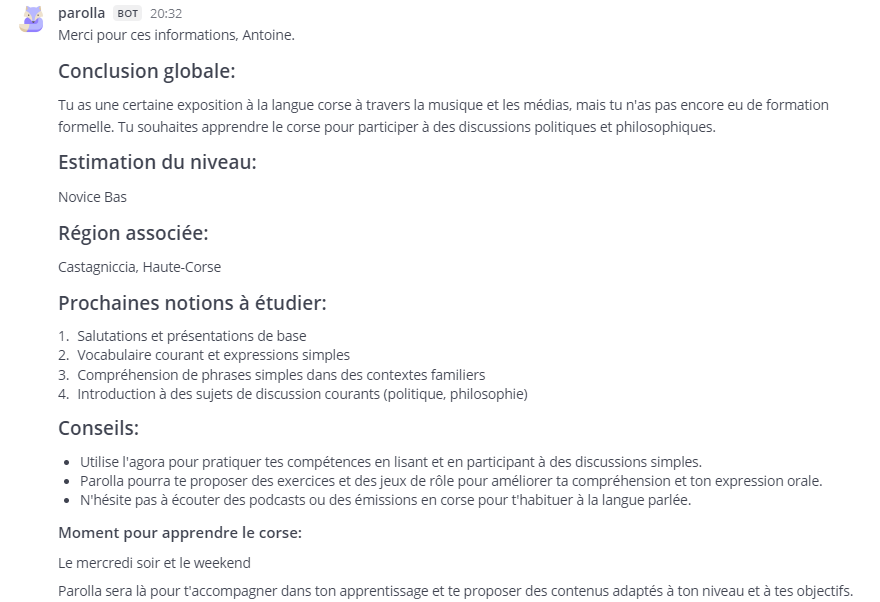 parolla BOT 20:32
Merci pour ces informations, Antoine.
Conclusion globale:
Tu as une certaine exposition à la langue corse à travers la musique et les médias, mais tu n'as pas encore eu de formation
formelle. Tu souhaites apprendre le corse pour participer à des discussions politiques et philosophiques.
Estimation du niveau:
Novice Bas
Région associée:
Castagniccia, Haute-Corse
Prochaines notions à étudier:
1. Salutations et présentations de base
2. Vocabulaire courant et expressions simples
3. Compréhension de phrases simples dans des contextes familiers
4. Introduction à des sujets de discussion courants (politique, philosophie)
Conseils:
• Utilise l'agora pour pratiquer tes compétences en lisant et en participant à des discussions simples.
• Parolla pourra te proposer des exercices et des jeux de rôle pour améliorer ta compréhension et ton expression orale.
• N'hésite pas à écouter des podcasts ou des émissions en corse pour t'habituer à la langue parlée.
Moment pour apprendre le corse:
Le mercredi soir et le weekend
Parolla sera là pour t'accompagner dans ton apprentissage et te proposer des contenus adaptés à ton niveau et à tes objectifs.